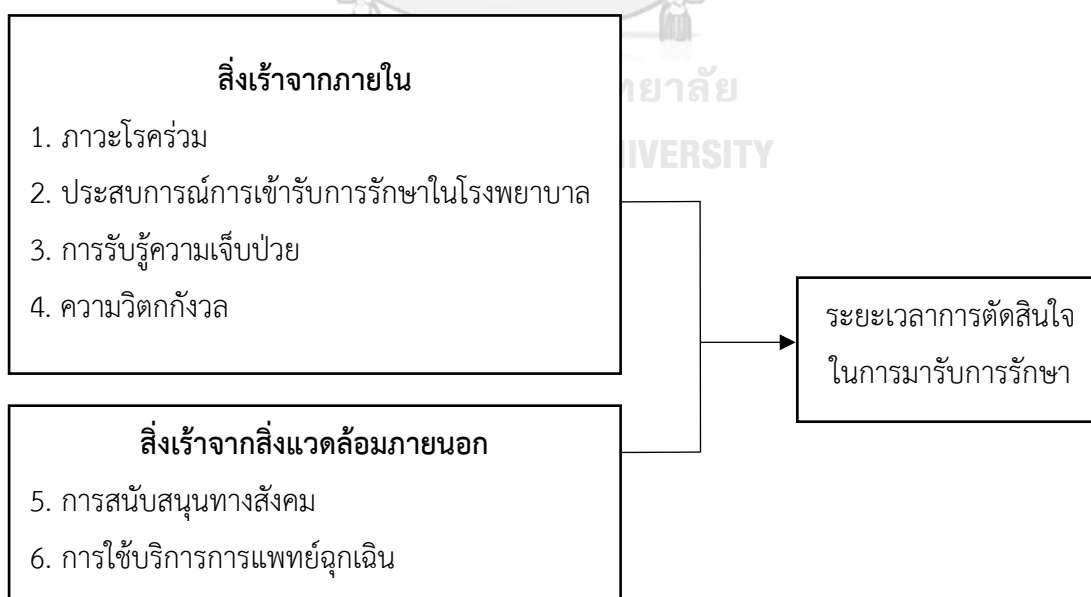 ทยาลัย
IVERSITY
สิ่งเร้าจากภายใน
1. ภาวะโรคร่วม
2. ประสบการณ์การเข้ารับการรักษาในโรงพยาบาล
3. การรับรู้ความเจ็บป่วย
4. ความวิตกกังวล
ระยะเวลาการตัดสินใจ
ในการมารับการรักษา
สิ่งเร้าจากสิ่งแวดล้อมภายนอก
5. การสนับสนุนทางสังคม
6. การใช้บริการการแพทย์ฉุกเฉิน